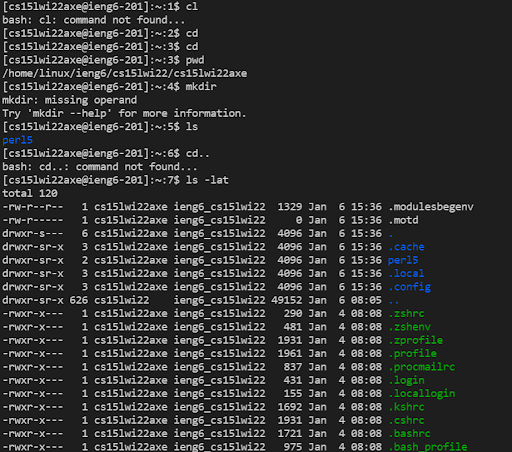 [cs15lwi22axe@ieng6-201]:~:1$ cl
bash: cl: command not found...
[cs15lwi22axe@ieng6-201]:~:2$ cd
[cs15lwi22axe@ieng6-201]:~:3$ cd
[cs15lwi22axe@ieng6-201]:~:3$ pwd
/home/linux/ieng6/cs15lwi22/cs15lwi22axe
[cs15lwi22axe@ieng6-201]:~:4$ mkdir
mkdir: missing operand
Try 'mkdir --help' for more information.
[cs15lwi22axe@ieng6-201]:~:5$ ls
perl5
[cs15lwi22axe@ieng6-201]:~:6$ cd..
bash: cd..: command not found...
[cs15lwi22axe@ieng6-201]:~:7$ ls -lat
total 120
-rw-r--r-- 1 cs15lwi22axe ieng6_cs15lwi22 1329 Jan 6 15:36 .modulesbegenv
-rw-r----- 1 cs15lwi22axe ieng6_cs15lwi22 0 Jan 6 15:36 .motd
drwxr-s--- 6 cs15lwi22axe ieng6_cs15lwi22 4096 Jan 6 15:36 .
drwxr-sr-x 3 cs15lwi22axe ieng6_cs15lwi22 4096 Jan 6 15:36 .cache
drwxr-sr-x 2 cs15lwi22axe ieng6_cs15lwi22 4096 Jan 6 15:36 perl5
drwxr-sr-x 3 cs15lwi22axe ieng6_cs15lwi22 4096 Jan 6 15:36 .local
drwxr-sr-x 3 cs15lwi22axe ieng6_cs15lwi22 4096 Jan 6 15:36 .config
drwxr-sr-x 626 cs15lwi22 ieng6_cs15lwi22 49152 Jan 6 08:05 ..
-rwxr-x--- 1 cs15lwi22axe ieng6_cs15lwi22 290 Jan 4 08:08 .zshrc
-rwxr-x--- 1 cs15lwi22axe ieng6_cs15lwi22 481 Jan 4 08:08 .zshenv
-rwxr-x--- 1 cs15lwi22axe ieng6_cs15lwi22 1931 Jan 4 08:08 .zprofile
-rwxr-x--- 1 cs15lwi22axe ieng6_cs15lwi22 1961 Jan 4 08:08 .profile
-rwxr-x--- 1 cs15lwi22axe ieng6_cs15lwi22 837 Jan 4 08:08 .procmailrc
-rwxr-x--- 1 cs15lwi22axe ieng6_cs15lwi22 431 Jan 4 08:08 .login
-rwxr-x--- 1 cs15lwi22axe ieng6_cs15lwi22 155 Jan 4 08:08 .locallogin
-rwxr-x--- 1 cs15lwi22axe ieng6_cs15lwi22 1692 Jan 4 08:08 .kshrc
-rwxr-x--- 1 cs15lwi22axe ieng6_cs15lwi22 1931 Jan 4 08:08 .cshrc
-rwxr-x--- 1 cs15lwi22axe ieng6_cs15lwi22 1721 Jan 4 08:08 .bashrc
-rwxr-x--- 1 cs15lwi22axe ieng6_cs15lwi22 975 Jan 4 08:08 .bash_profile